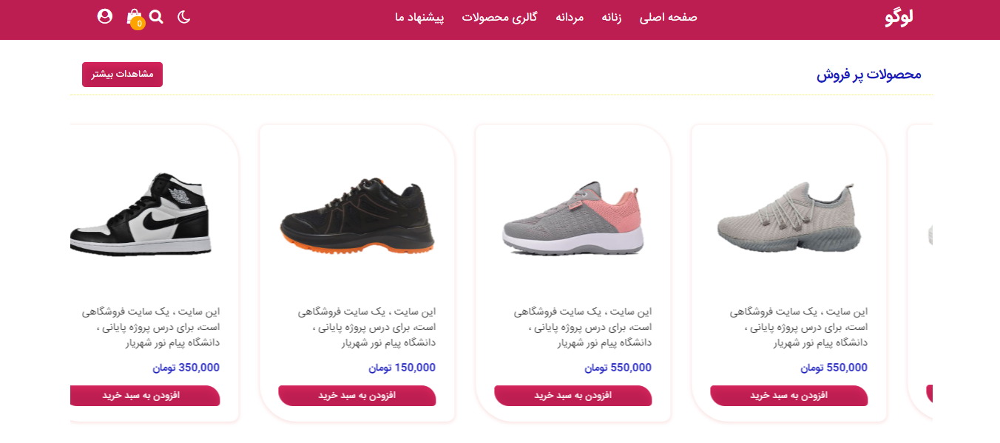 لوگو
صفحه اصلی
زنانه
مردانه
گالری محصولات
پیشنهاد ما
0
محصولات پر فروش
مشاهدات بیشتر
این سایت ، یک سایت فروشگاهی
است، برای درس پروژه پایانی ،
دانشگاه پیام نور شهریار
550,000 تومان
افزودن به سبد خرید
این سایت ، یک سایت فروشگاهی
است، برای درس پروژه پایانی ،
دانشگاه پیام نور شهریار
550,000 تومان
افزودن به سبد خرید
این سایت ، یک سایت فروشگاهی
است، برای درس پروژه پایانی ،
دانشگاه پیام نور شهریار
150,000 تومان
افزودن به سبد خرید
این سایت ، یک سایت فروشگاهی
است، برای درس پروژه پایانی ،
دانشگاه پیام نور شهریار
350,000 تومان
افزودن به سبد خرید